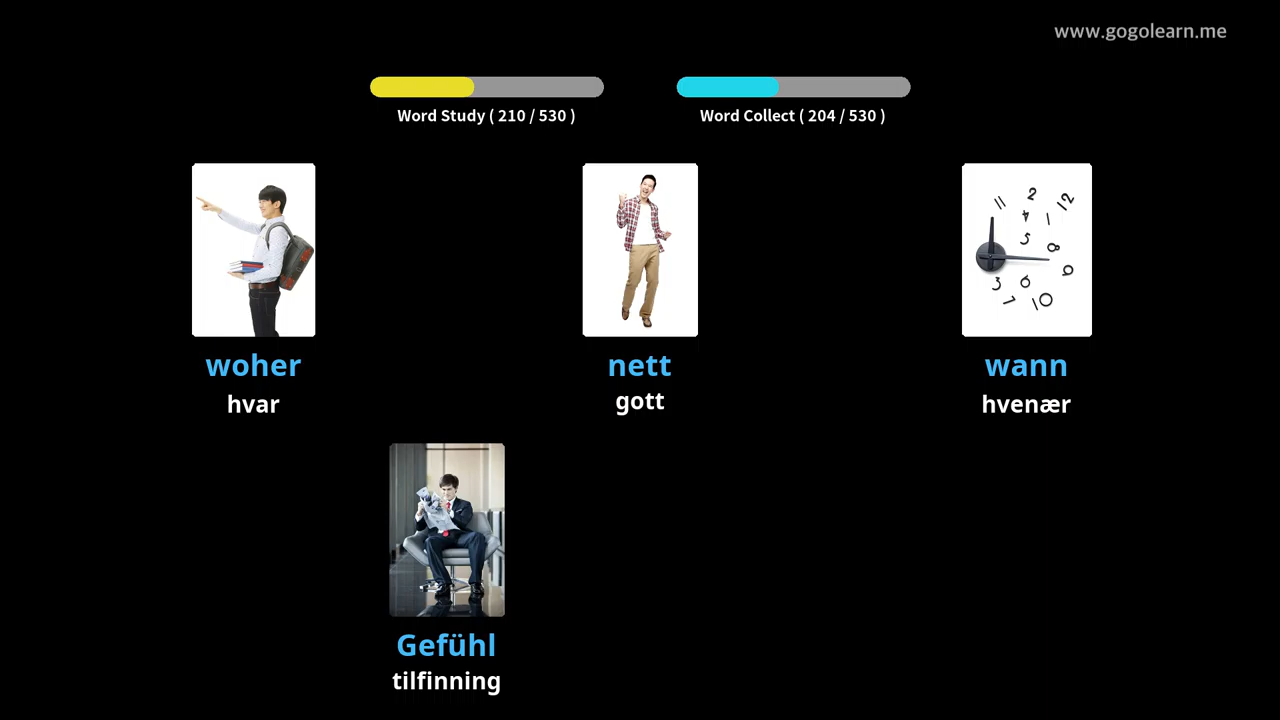 www.gogolearn.me
Word Study ( 210 / 530 )
Word Collect ( 204 / 530 )
woher
hvar
nett
gott
wann
hvenær
Gefühl
tilfinning